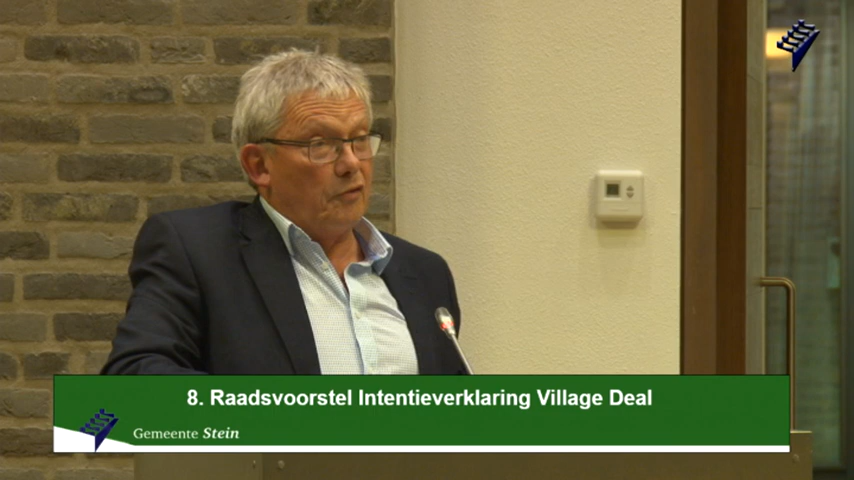 8. Raadsvoorstel Intentieverklaring Village Deal
Gemeente Stein